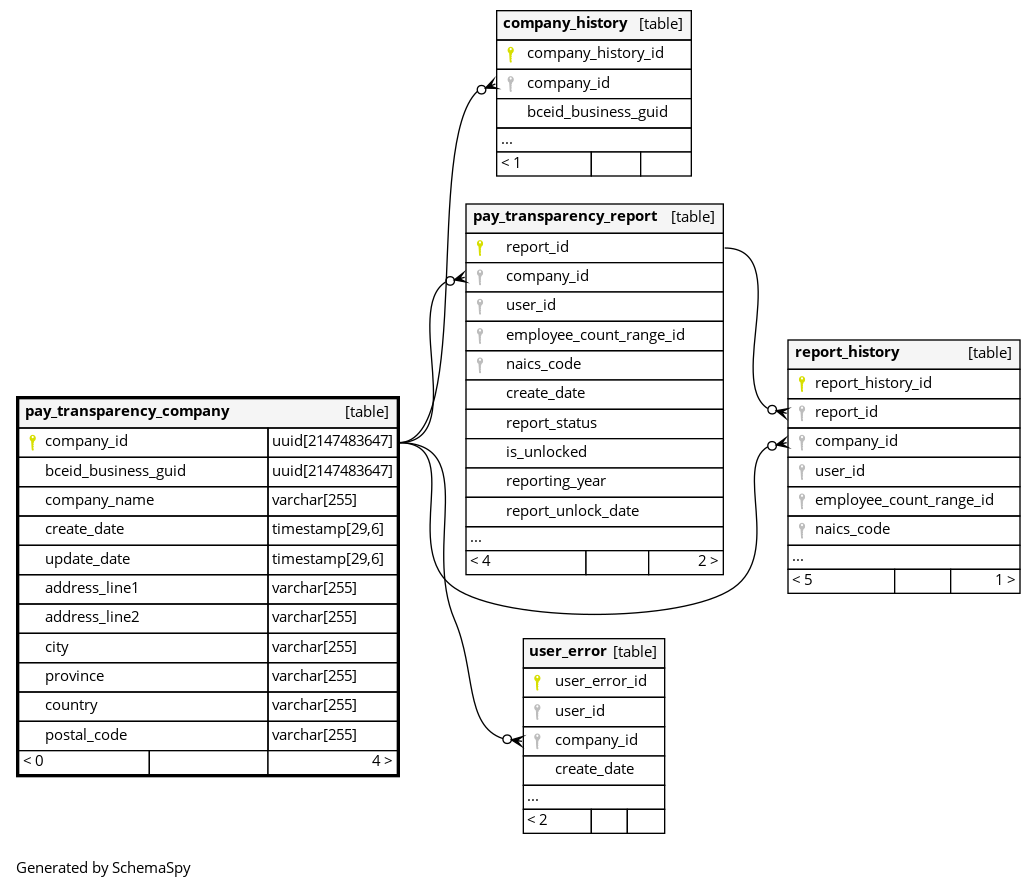 company_history [table]
company_history_id
company_id
bceid_business_guid
...
< 1
pay_transparency_report [table]
report_id
company_id
user_id
employee_count_range_id
naics_code
create_date
report_status
is_unlocked
reporting_year
report_unlock_date
...
< 4 2 >
report_history [table]
report_history_id
report_id
company_id
user_id
employee_count_range_id
naics_code
...
< 5 1 >
pay_transparency_company [table]
company_id uuid[2147483647]
bceid_business_guid uuid[2147483647]
company_name varchar[255]
create_date timestamp[29,6]
update_date timestamp[29,6]
address_line1 varchar[255]
address_line2 varchar[255]
city varchar[255]
province varchar[255]
country varchar[255]
postal_code varchar[255]
< 0 4 >
user_error [table]
user_error_id
user_id
company_id
create_date
...
< 2
Generated by SchemaSpy